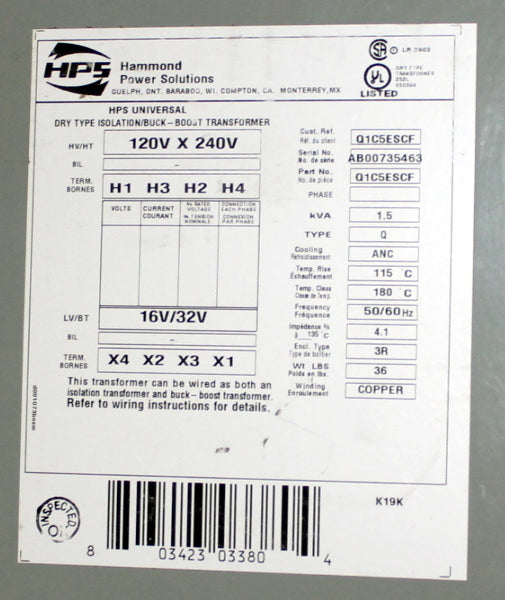 HPS
Hammond
Power Solutions
GUELPH, ONT. BARABOO, WI. COMPTON, CA. MONTERREY, MX
LR 3902
DRY TYPE
TRANSFORMER
LISTED
HPS UNIVERSAL
DRY TYPE ISOLATION/BUCK-BOOST TRANSFORMER
HV/HT 120V X 240V
BIL -
TERM. BORNES H1 H3 H2 H4
VOLTS CURRENT COURANT % RATED VOLTAGE % TENSION NOMINALE CONNECTION EACH PHASE CONNEXION PAR PHASE
LV/BT 16V/32V
BIL -
TERM. BORNES X4 X2 X3 X1
This transformer can be wired as both an
isolation transformer and buck-boost transformer.
Refer to wiring instructions for details.
Cust. Ref. Réf. du client Q1C5ESCF
Serial No. No. de série AB00735463
Part No. No. de pièce Q1C5ESCF
PHASE
kVA 1.5
TYPE Q
Cooling Refroidissement ANC
Temp. Rise Échauffement 115 °C
Temp. Class Classe de Temp. 180 °C
Frequency Fréquence 50/60 Hz
Impédance % 135 °C 4.1
Encl. Type Type de boîtier 3R
Wt LBS Poids en lbs. 36
Winding Enroulement COPPER
K19K
INSPECTED
8 03423 03380 4